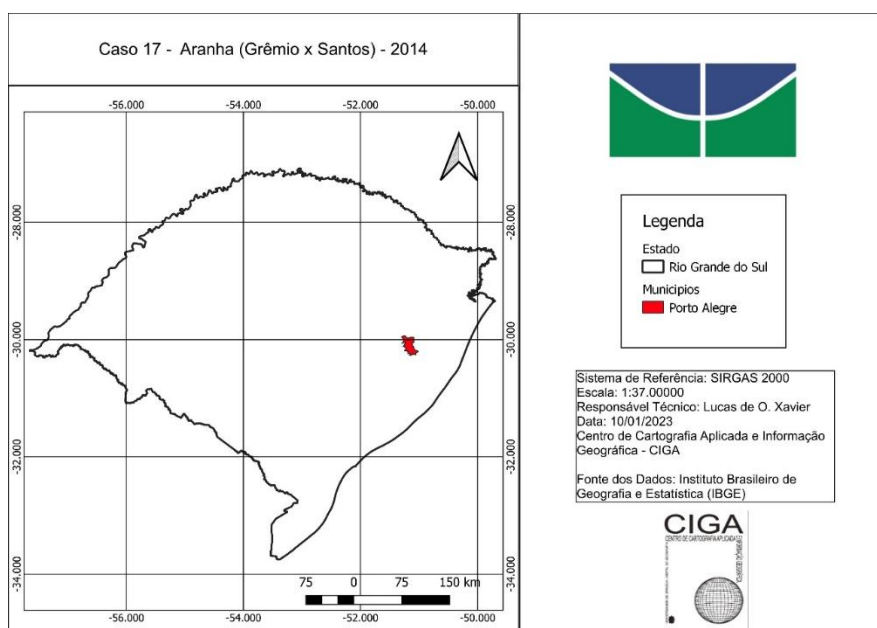 Caso 17 - Aranha (Grêmio x Santos) - 2014
-56.000 -54.000 -52.000 -50.000
-28.000
-30.000
-32.000
-34.000
-28.000
-30.000
-32.000
-34.000
75 0 75 150 km
-56.000 -54.000 -52.000 -50.000
Legenda
Estado
Rio Grande do Sul
Municipios
Porto Alegre
Sistema de Referência: SIRGAS 2000
Escala: 1:37.00000
Responsável Técnico: Lucas de O. Xavier
Data: 10/01/2023
Centro de Cartografia Aplicada e Informação
Geográfica - CIGA
Fonte dos Dados: Instituto Brasileiro de
Geografia e Estatística (IBGE)
CIGA
CENTRO DE CARTOGRAFIA APLICADA